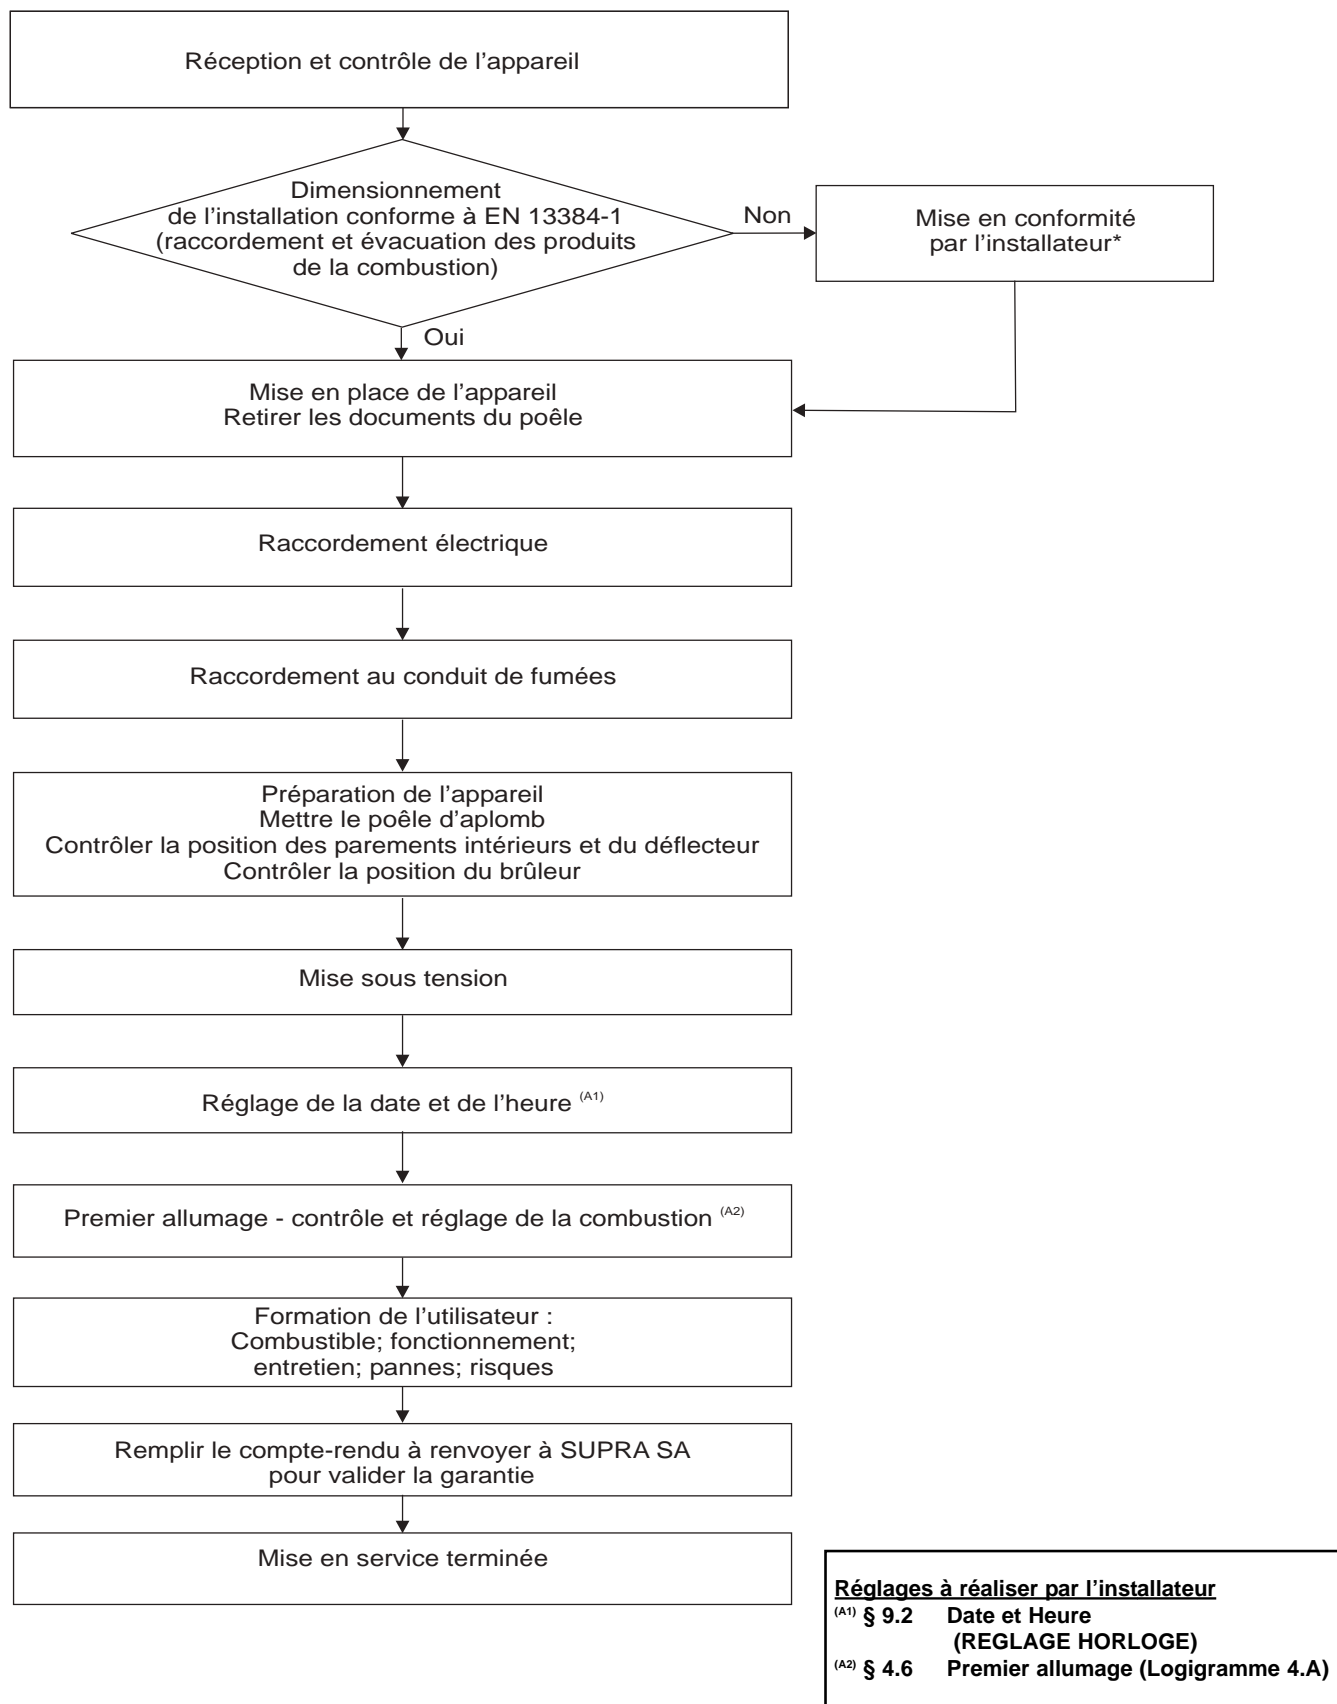 Réception et contrôle de l'appareil
Dimensionnement
de l'installation conforme à EN 13384-1
(raccordement et évacuation des produits
de la combustion)
Non
Mise en conformité
par l'installateur*
Oui
Mise en place de l'appareil
Retirer les documents du poêle
Raccordement électrique
Raccordement au conduit de fumées
Préparation de l'appareil
Mettre le poêle d'aplomb
Contrôler la position des parements intérieurs et du déflecteur
Contrôler la position du brûleur
Mise sous tension
Réglage de la date et de l'heure (A1)
Premier allumage - contrôle et réglage de la combustion (A2)
Formation de l'utilisateur :
Combustible; fonctionnement;
entretien; pannes; risques
Remplir le compte-rendu à renvoyer à SUPRA SA
pour valider la garantie
Mise en service terminée
Réglages à réaliser par l'installateur
(A1) § 9.2 Date et Heure
(REGLAGE HORLOGE)
(A2) § 4.6 Premier allumage (Logigramme 4.A)